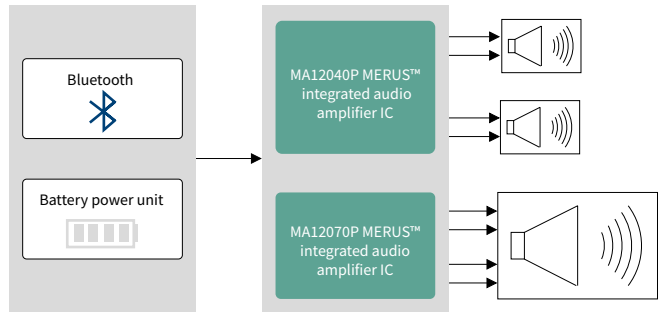 Bluetooth
Battery power unit
MA12040P MERUS™
integrated audio
amplifier IC
MA12070P MERUS™
integrated audio
amplifier IC